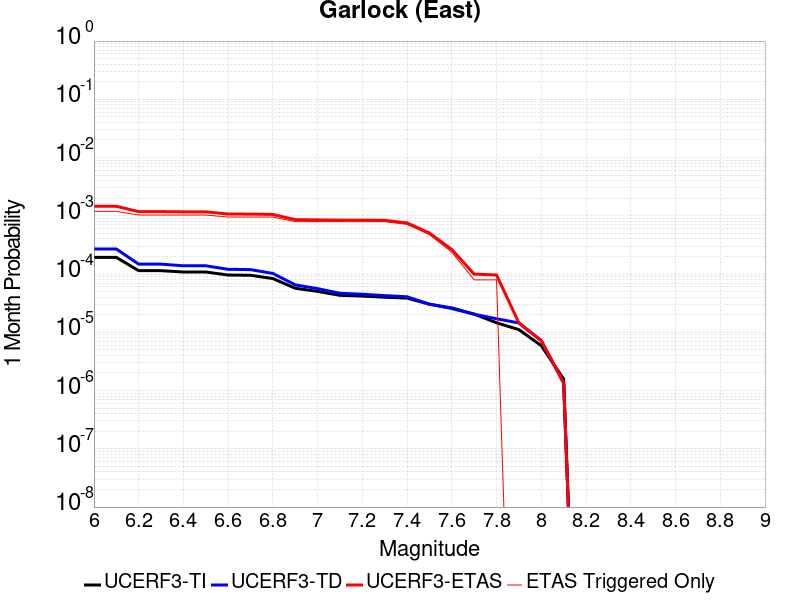 Garlock (East)
1 Month Probability
10^0
10^-1
10^-2
10^-3
10^-4
10^-5
10^-6
10^-7
10^-8
6 6.2 6.4 6.6 6.8 7 7.2 7.4 7.6 7.8 8 8.2 8.4 8.6 8.8 9
Magnitude
UCERF3-TI UCERF3-TD UCERF3-ETAS ETAS Triggered Only